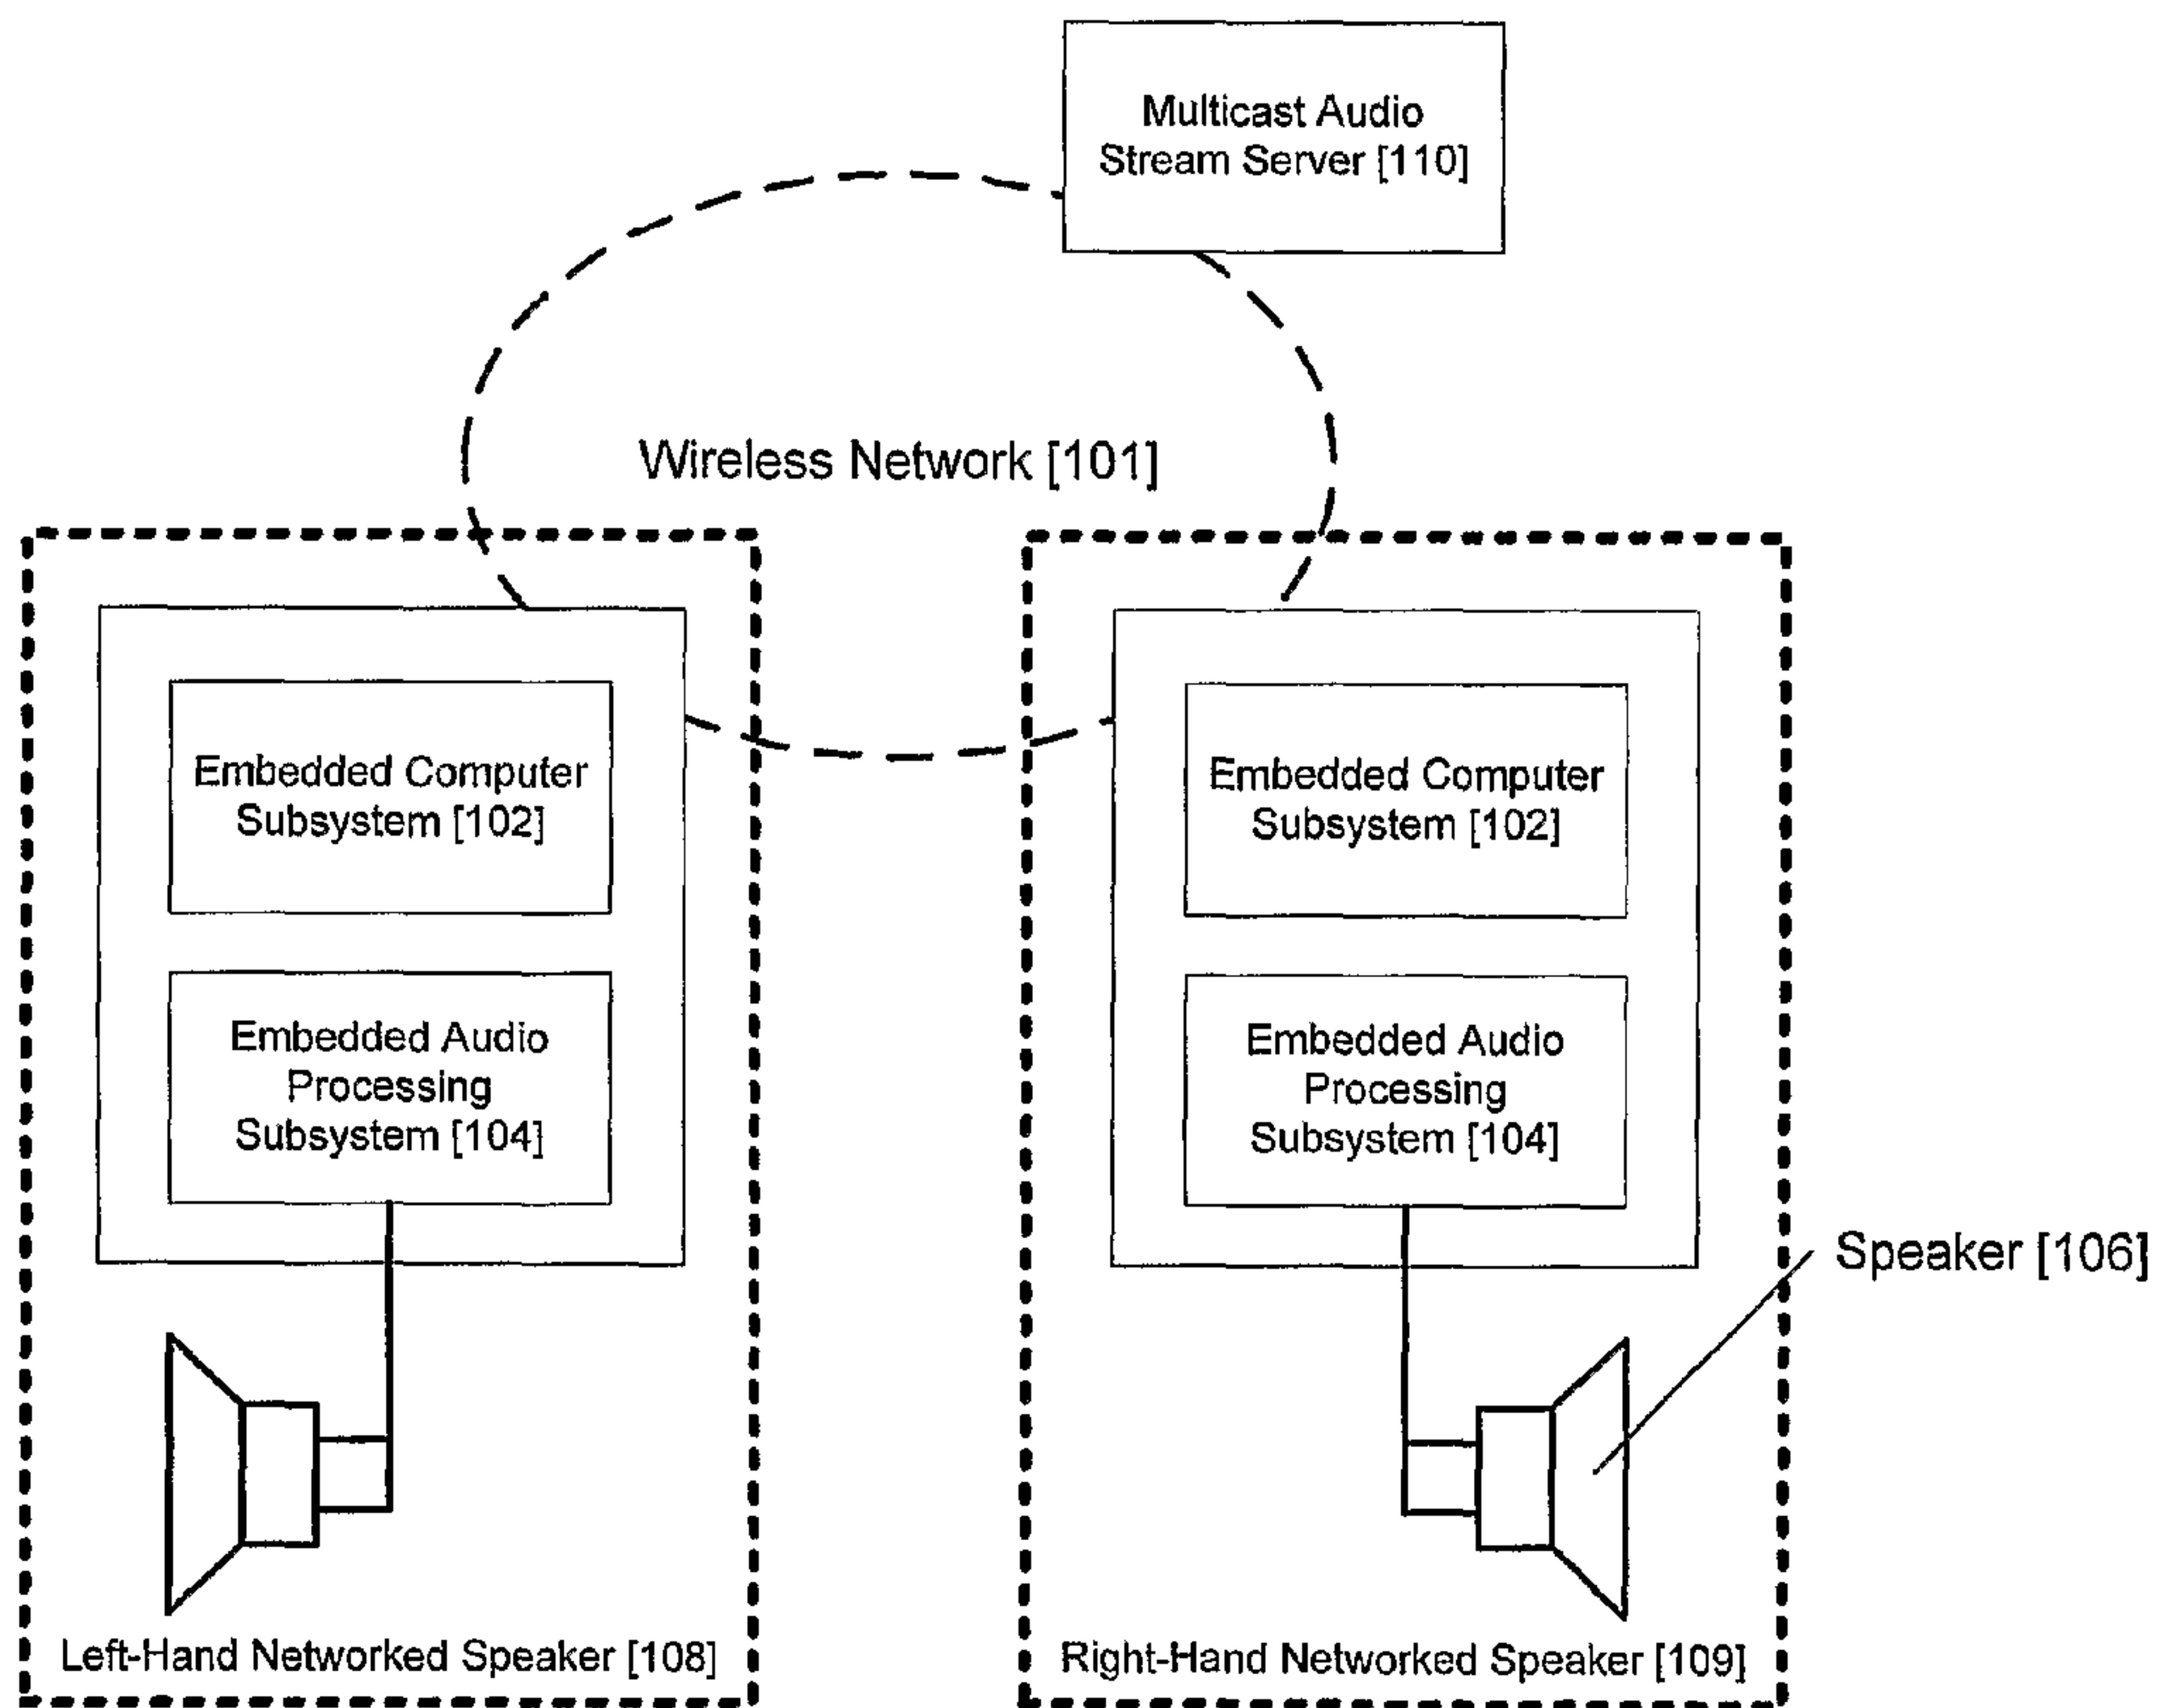 Multicast Audio
Stream Server [110]
Wireless Network [101]
Embedded Computer
Subsystem [102]
Embedded Computer
Subsystem [102]
Embedded Audio
Processing
Subsystem [104]
Embedded Audio
Processing
Subsystem [104]
Speaker [106]
Left-Hand Networked Speaker [108]
Right-Hand Networked Speaker [109]